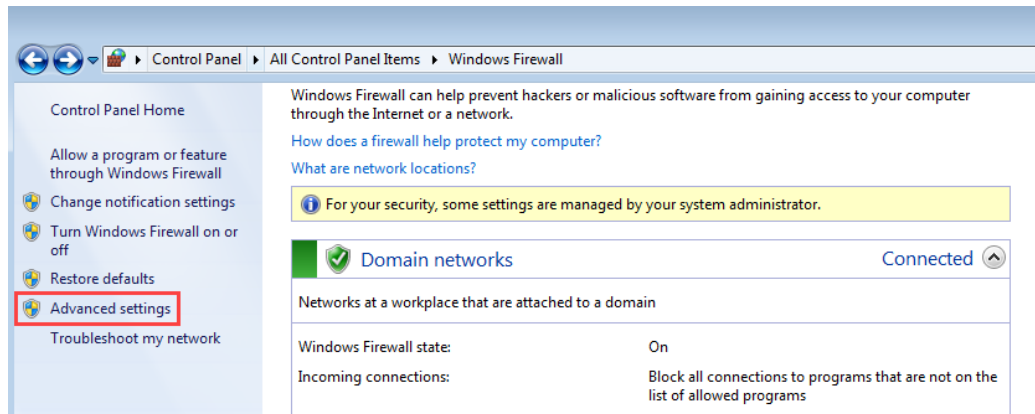 Control Panel ▸ All Control Panel Items ▸ Windows Firewall
Control Panel Home
Allow a program or feature
through Windows Firewall
Change notification settings
Turn Windows Firewall on or
off
Restore defaults
Advanced settings
Troubleshoot my network
Windows Firewall can help prevent hackers or malicious software from gaining access to your computer
through the Internet or a network.
How does a firewall help protect my computer?
What are network locations?
For your security, some settings are managed by your system administrator.
Domain networks Connected
Networks at a workplace that are attached to a domain
Windows Firewall state: On
Incoming connections: Block all connections to programs that are not on the
list of allowed programs